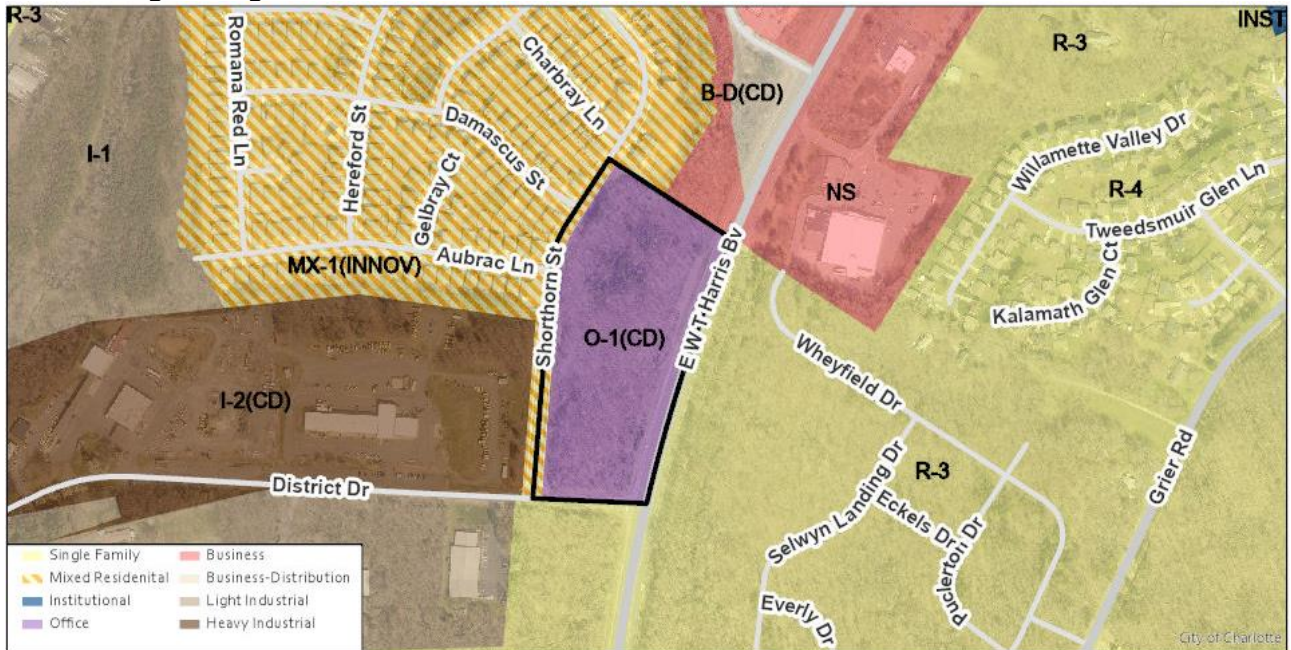 R-3
INST
R-3
Romana Red Ln
Charbray Ln
B-D(CD)
Hereford St
Damascus St
Willamette Valley Dr
I-1
R-4
NS
Tweedsmuir Glen Ln
Gelbray Ct
Aubrac Ln
MX-1(INNOV)
Shorthorn St
E W.T. Harris Bv
Kalamath Glen Ct
O-1(CD)
Wheyfield Dr
I-2(CD)
Grier Rd
R-3
District Dr
Selwyn Landing Dr
Eckels Dr
Punclerton Dr
Everly Dr
Single Family
Business
Mixed Residenital
Business-Distribution
Institutional
Light Industrial
Office
Heavy Industrial
City of Charlotte